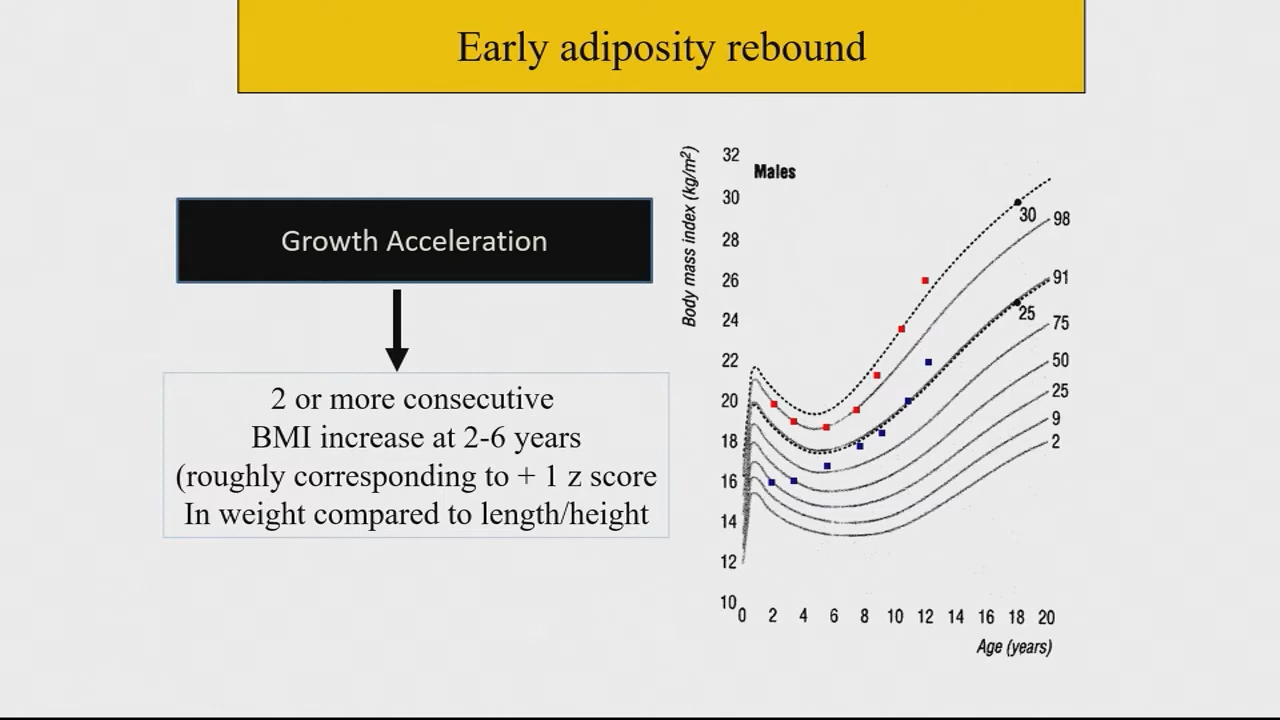 Early adiposity rebound
Growth Acceleration
2 or more consecutive
BMI increase at 2-6 years
(roughly corresponding to + 1 z score
In weight compared to length/height
Body mass index (kg/m²)
Males
32
30
28
26
24
22
20
18
16
14
12
10
30
98
91
25
75
50
25
9
2
0 2 4 6 8 10 12 14 16 18 20
Age (years)